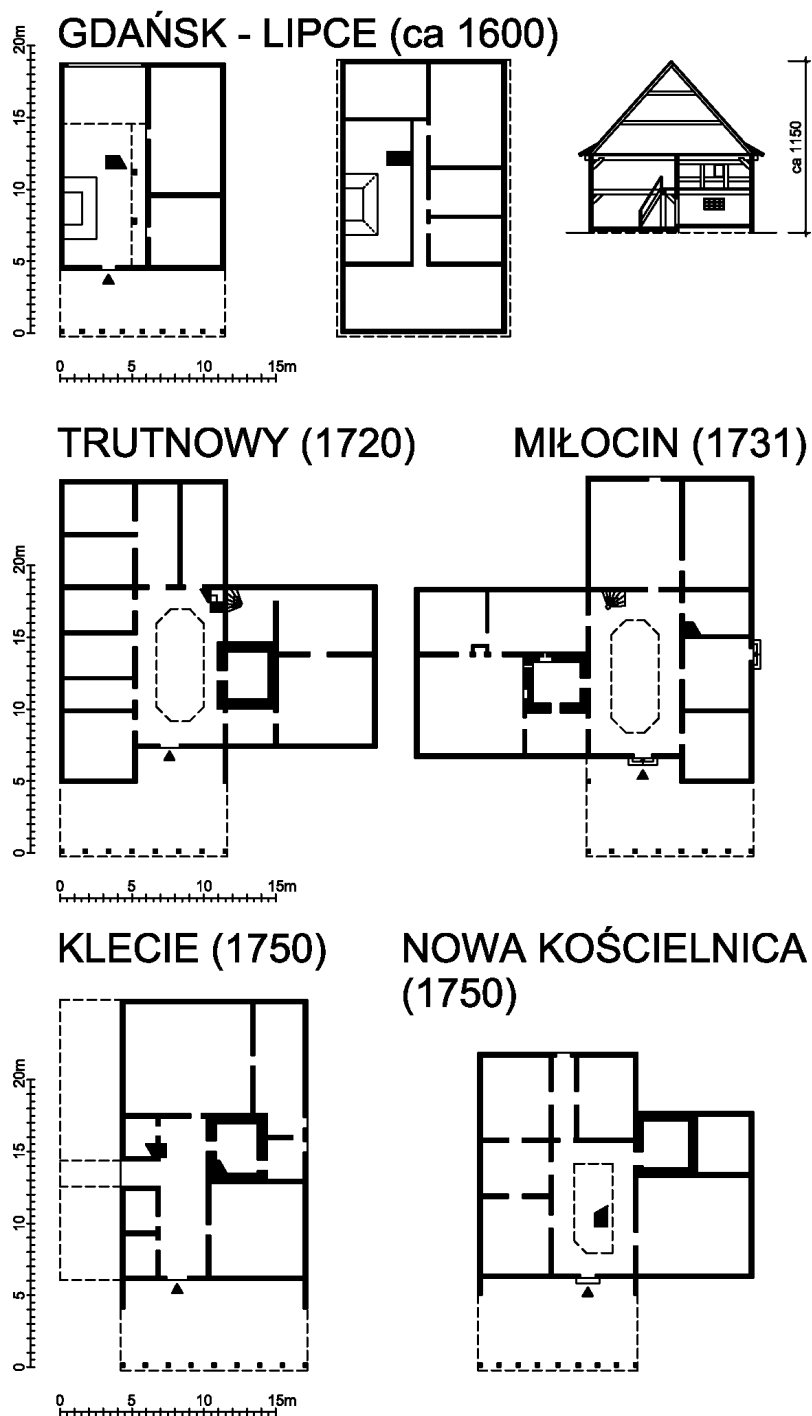 GDAŃSK - LIPCE (ca 1600)
20m
15
10
5
0
ca 1150
0 5 10 15m
TRUTNOWY (1720)
MIŁOCIN (1731)
20m
15
10
5
0
0 5 10 15m
KLECIE (1750)
NOWA KOŚCIELNICA
(1750)
20m
15
10
5
0
0 5 10 15m